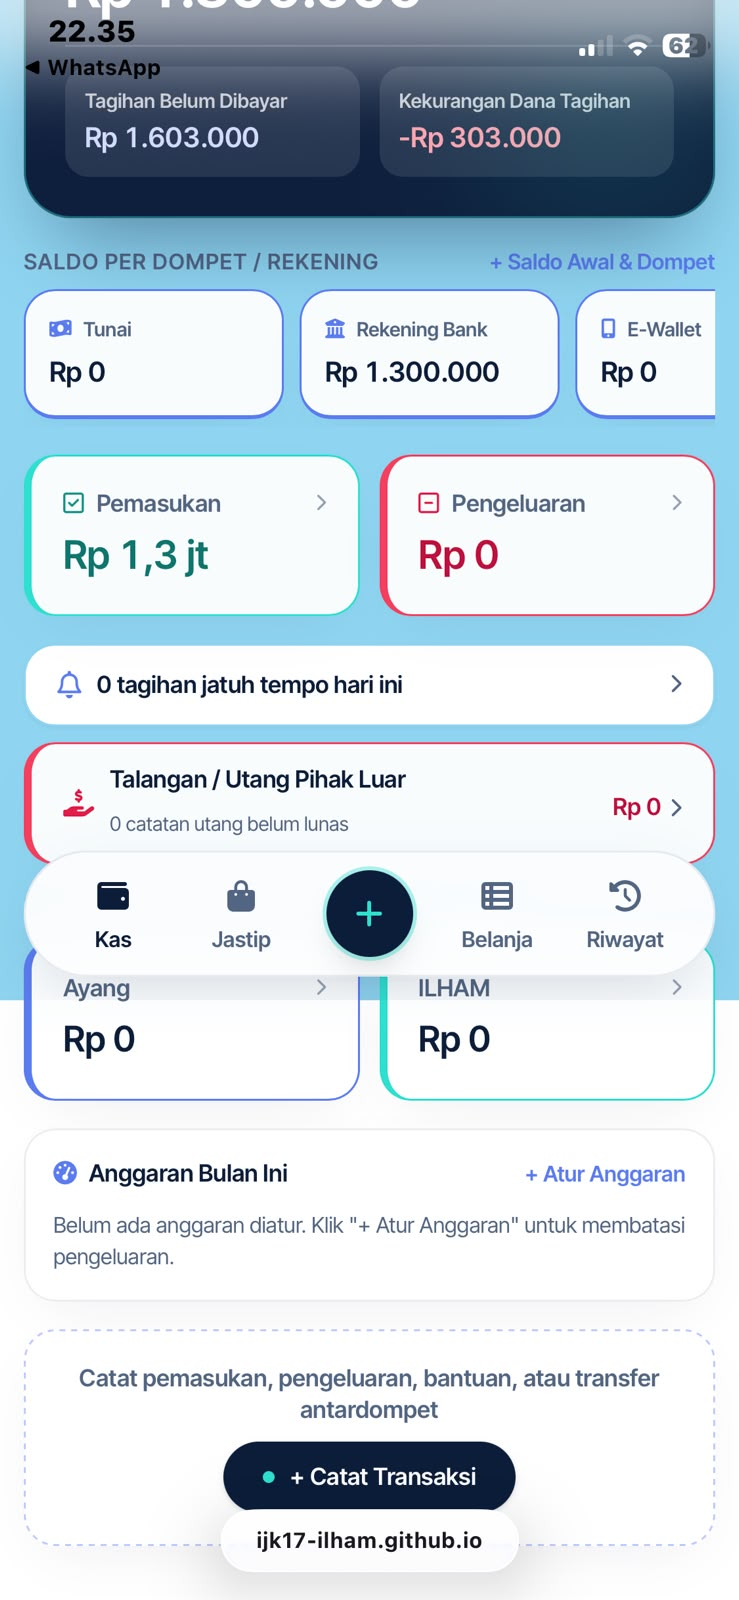 Rp 1.300.000
22.35
62
◀ WhatsApp
Tagihan Belum Dibayar
Rp 1.603.000
Kekurangan Dana Tagihan
-Rp 303.000
SALDO PER DOMPET / REKENING
+ Saldo Awal & Dompet
Tunai
Rp 0
Rekening Bank
Rp 1.300.000
E-Wallet
Rp 0
Pemasukan
Rp 1,3 jt
Pengeluaran
Rp 0
0 tagihan jatuh tempo hari ini
Talangan / Utang Pihak Luar
0 catatan utang belum lunas
Rp 0
Kas
Jastip
Belanja
Riwayat
Ayang
Rp 0
ILHAM
Rp 0
Anggaran Bulan Ini
+ Atur Anggaran
Belum ada anggaran diatur. Klik "+ Atur Anggaran" untuk membatasi
pengeluaran.
Catat pemasukan, pengeluaran, bantuan, atau transfer
antardompet
+ Catat Transaksi
ijk17-ilham.github.io